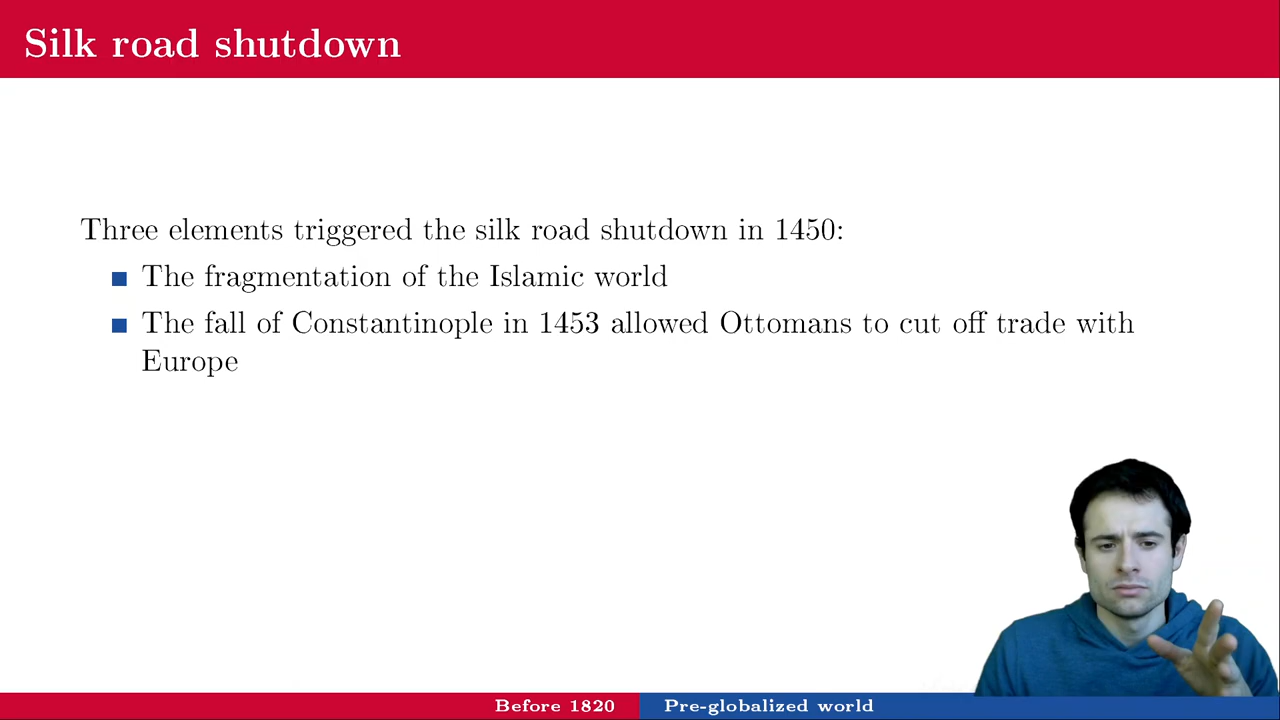 Silk road shutdown
Three elements triggered the silk road shutdown in 1450:
The fragmentation of the Islamic world
The fall of Constantinople in 1453 allowed Ottomans to cut off trade with
Europe
Before 1820
Pre-globalized world